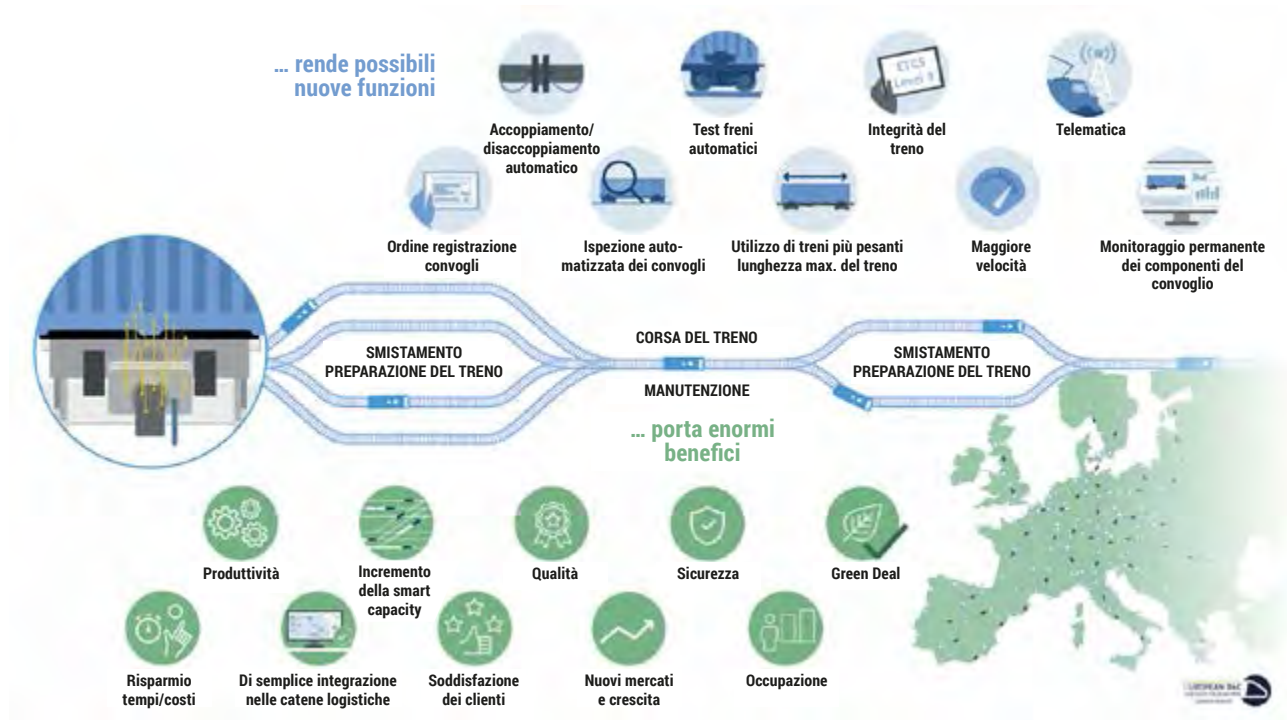 ... rende possibili
nuove funzioni
Accoppiamento/
disaccoppiamento
automatico
Test freni
automatici
ETCS
Level
Integrità del
treno
Telematica
Ordine registrazione
convogli
Ispezione auto-
matizzata dei convogli
Utilizzo di treni più pesanti
lunghezza max. del treno
Maggiore
velocità
Monitoraggio permanente
dei componenti del
convoglio
SMISTAMENTO
PREPARAZIONE DEL TRENO
CORSA DEL TRENO
MANUTENZIONE
SMISTAMENTO
PREPARAZIONE DEL TRENO
... porta enormi
benefici
Produttività
Incremento
della smart
capacity
Qualità
Sicurezza
Green Deal
Risparmio
tempi/costi
Di semplice integrazione
nelle catene logistiche
Soddisfazione
dei clienti
Nuovi mercati
e crescita
Occupazione
EUROPEAN DAC